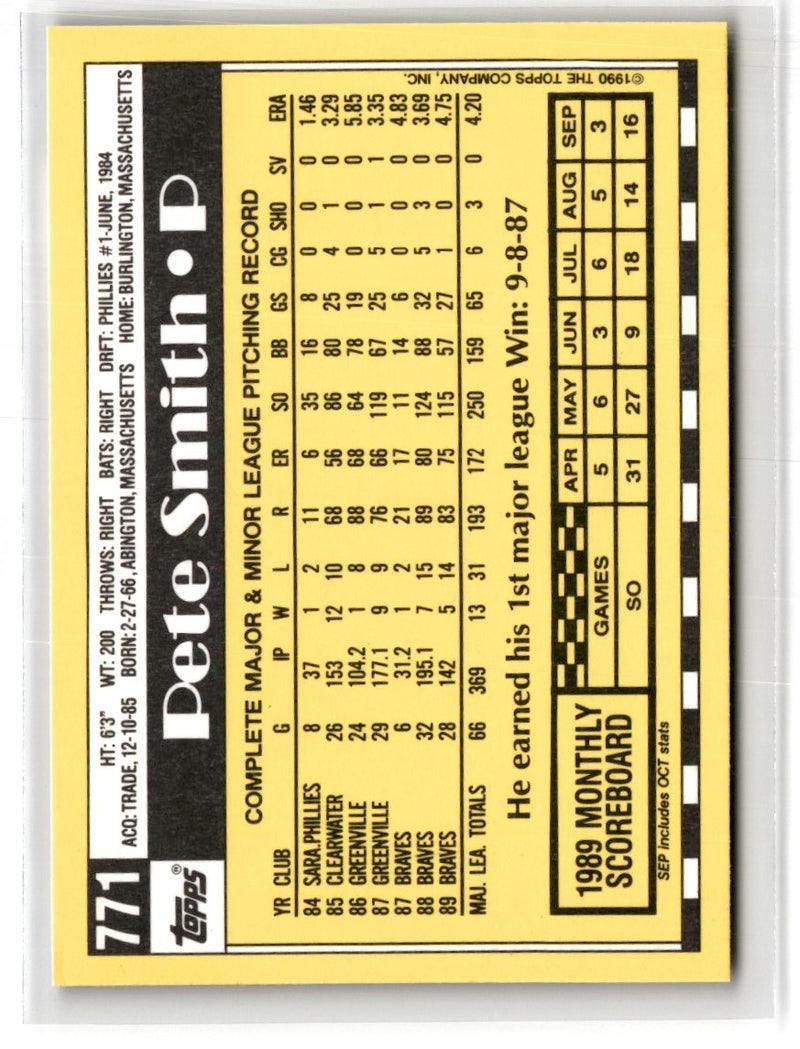 771
HT: 6'3" WT: 200 THROWS: RIGHT BATS: RIGHT DRFT: PHILLIES #1-JUNE, 1984
ACQ: TRADE, 12-10-85 BORN: 2-27-66, ABINGTON, MASSACHUSETTS HOME: BURLINGTON, MASSACHUSETTS
TOPPS® Pete Smith • P
COMPLETE MAJOR & MINOR LEAGUE PITCHING RECORD
YR CLUB G IP W L R ER SO BB GS CG SHO SV ERA
84 SARA.PHILLIES 8 37 1 2 11 6 35 16 8 0 0 0 1.46
85 CLEARWATER 26 153 12 10 68 56 86 80 25 4 1 0 3.29
86 GREENVILLE 24 104.2 1 8 88 68 64 78 19 0 0 0 5.85
87 GREENVILLE 29 177.1 9 9 76 66 119 67 25 5 1 1 3.35
87 BRAVES 6 31.2 1 2 21 17 11 14 6 0 0 0 4.83
88 BRAVES 32 195.1 7 15 89 80 124 88 32 5 3 0 3.69
89 BRAVES 28 142 5 14 83 75 115 57 27 1 0 0 4.75
MAJ. LEA. TOTALS 66 369 13 31 193 172 250 159 65 6 3 0 4.20
He earned his 1st major league Win: 9-8-87
1989 MONTHLY
SCOREBOARD
APR MAY JUN JUL AUG SEP
GAMES 5 6 3 6 5 3
SO 31 27 9 18 14 16
SEP includes OCT stats
©1990 THE TOPPS COMPANY, INC.